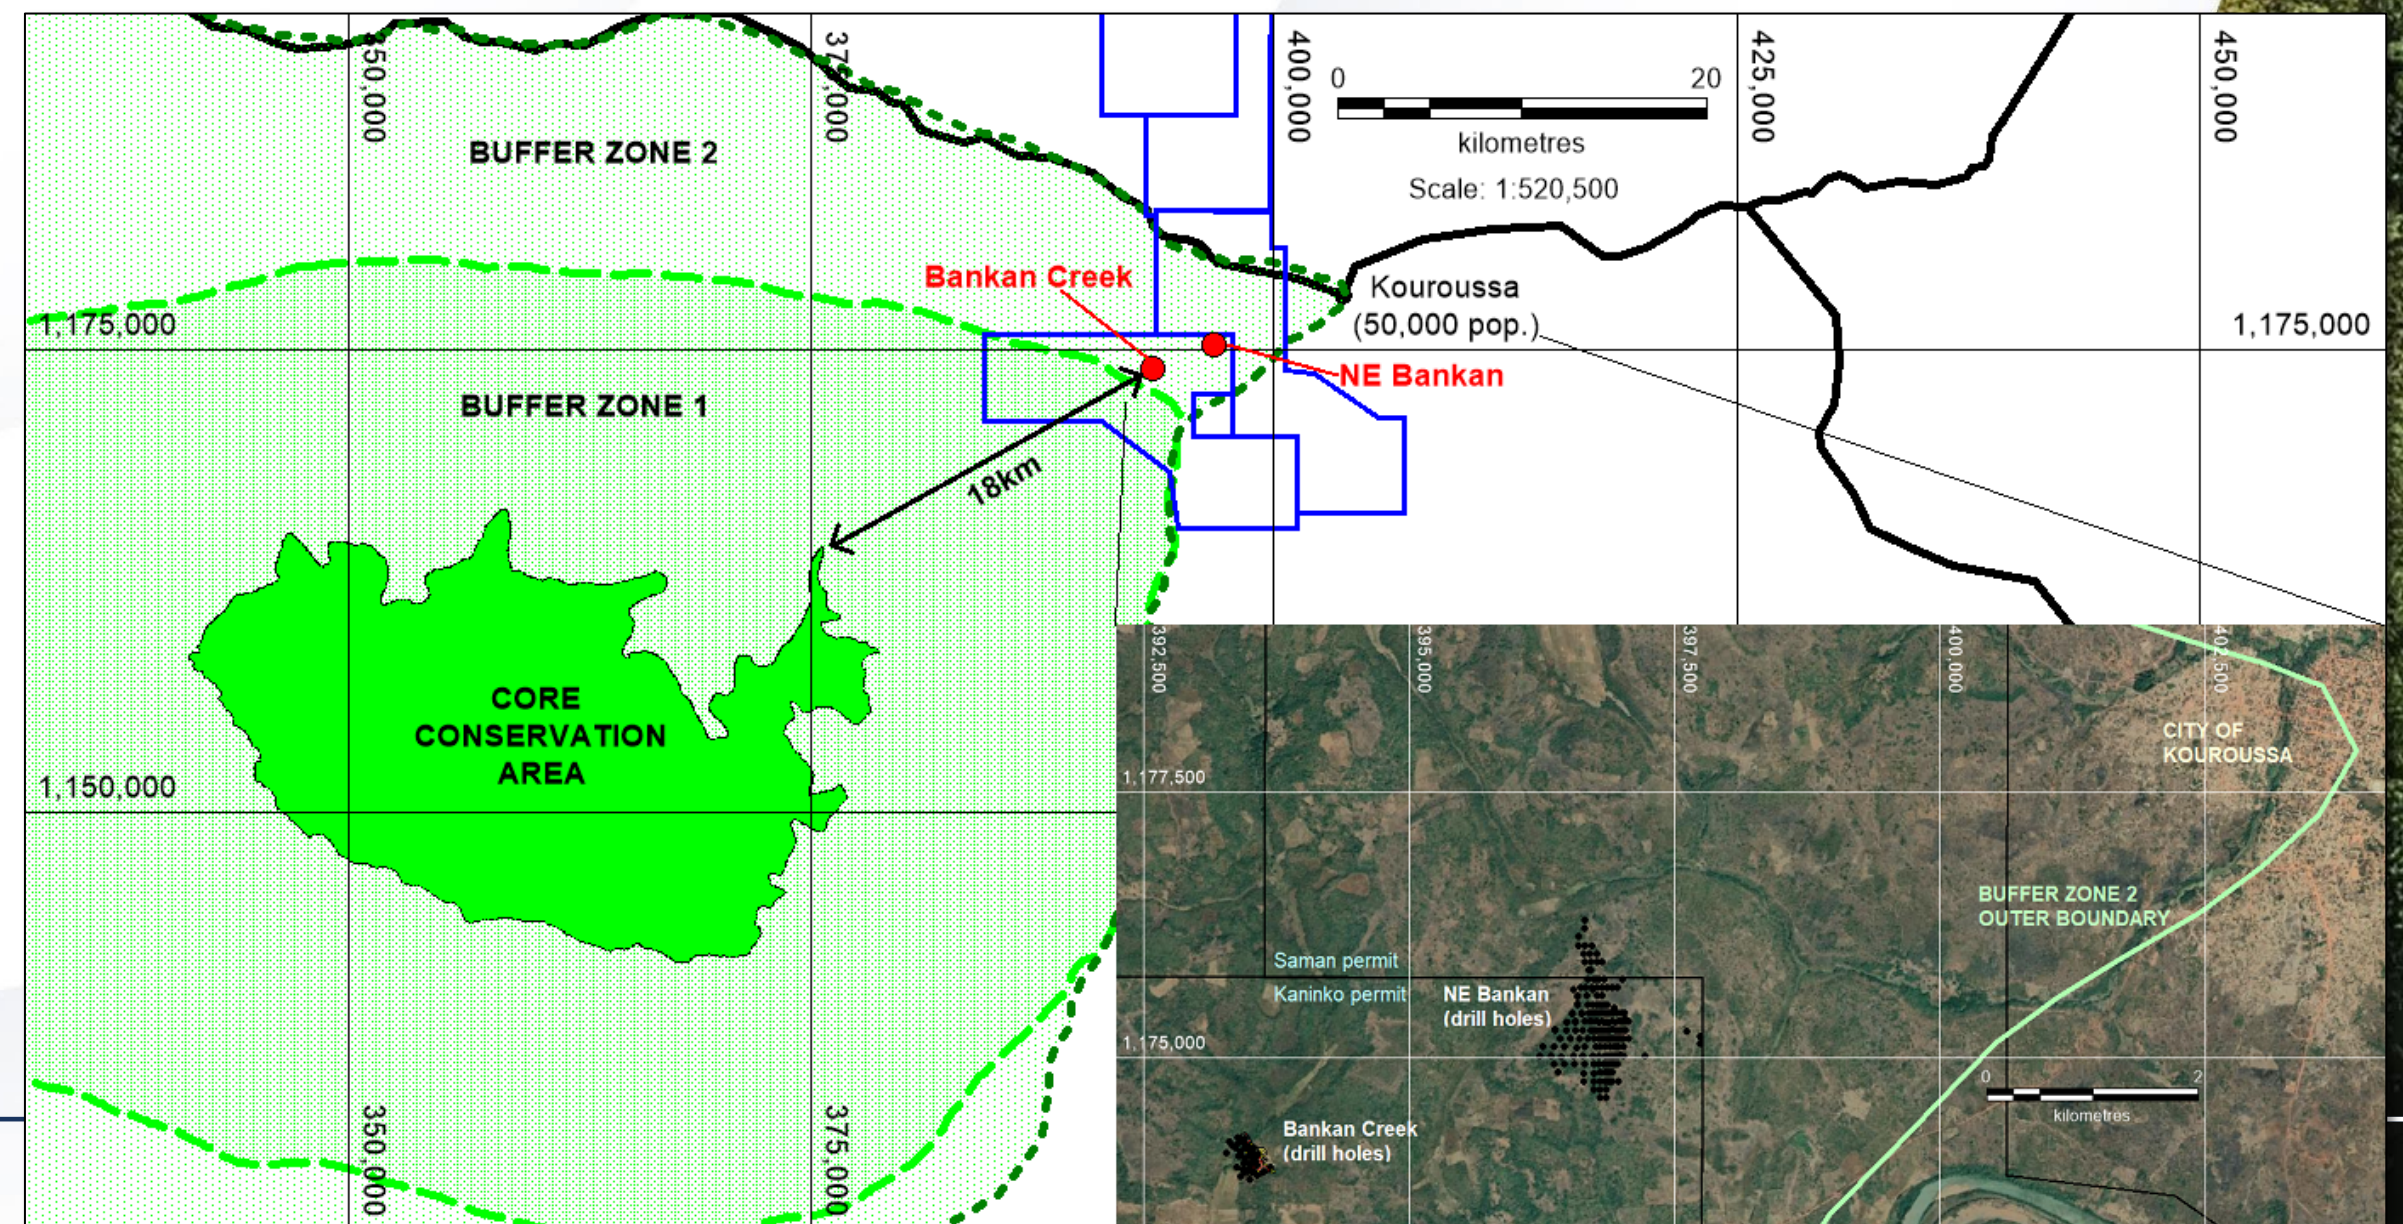 350,000
375,000
400,000
425,000
450,000
0 20
kilometres
Scale: 1:520,500
BUFFER ZONE 2
Bankan Creek
Kouroussa
(50,000 pop.)
1,175,000
1,175,000
NE Bankan
BUFFER ZONE 1
18km
CORE
CONSERVATION
AREA
1,150,000
350,000
375,000
392,500
395,000
397,500
400,000
402,500
CITY OF
KOUROUSSA
1,177,500
BUFFER ZONE 2
OUTER BOUNDARY
Saman permit
Kaninko permit
NE Bankan
(drill holes)
1,175,000
0 2
kilometres
Bankan Creek
(drill holes)